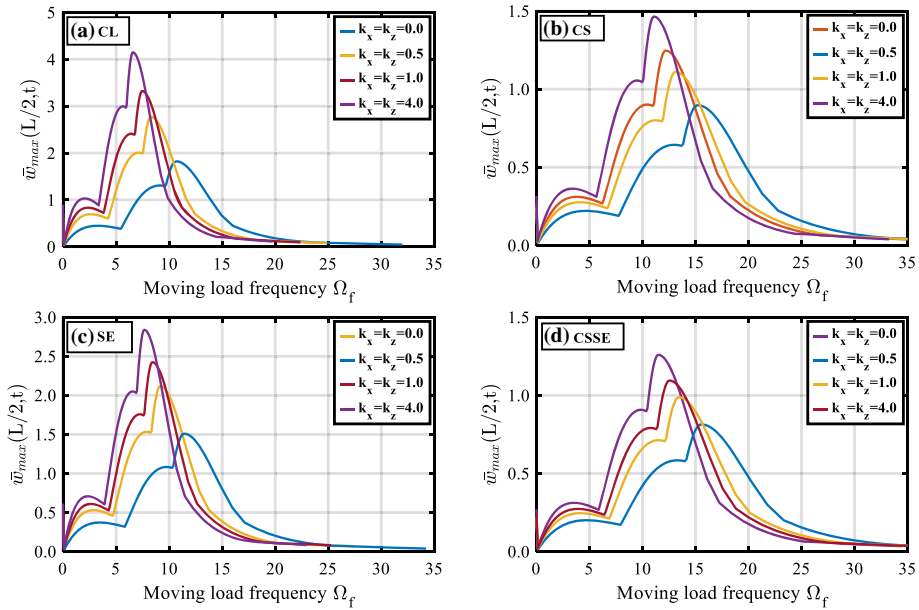 (a) CL
k_x=k_z=0.0
k_x=k_z=0.5
k_x=k_z=1.0
k_x=k_z=4.0
5
4
3
2
1
0
w̄_max(L/2,t)
0 5 10 15 20 25 30 35
Moving load frequency Ω_f
(b) CS
k_x=k_z=0.0
k_x=k_z=0.5
k_x=k_z=1.0
k_x=k_z=4.0
1.5
1.0
0.5
0.0
w̄_max(L/2,t)
0 5 10 15 20 25 30 35
Moving load frequency Ω_f
(c) SE
k_x=k_z=0.0
k_x=k_z=0.5
k_x=k_z=1.0
k_x=k_z=4.0
3.0
2.5
2.0
1.5
1.0
0.5
0.0
w̄_max(L/2,t)
0 5 10 15 20 25 30 35
Moving load frequency Ω_f
(d) CSSE
k_x=k_z=0.0
k_x=k_z=0.5
k_x=k_z=1.0
k_x=k_z=4.0
1.5
1.0
0.5
0.0
w̄_max(L/2,t)
0 5 10 15 20 25 30 35
Moving load frequency Ω_f